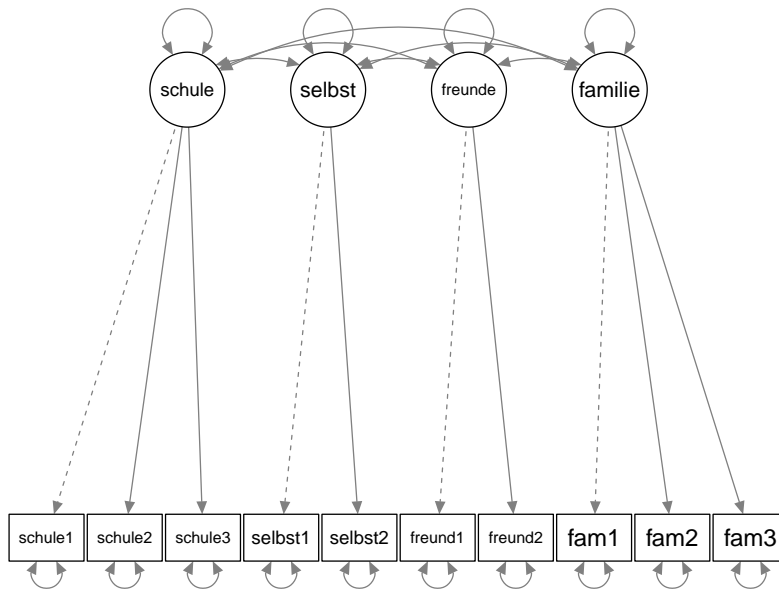 schule selbst freunde familie
schule1 schule2 schule3 selbst1 selbst2 freund1 freund2 fam1 fam2 fam3